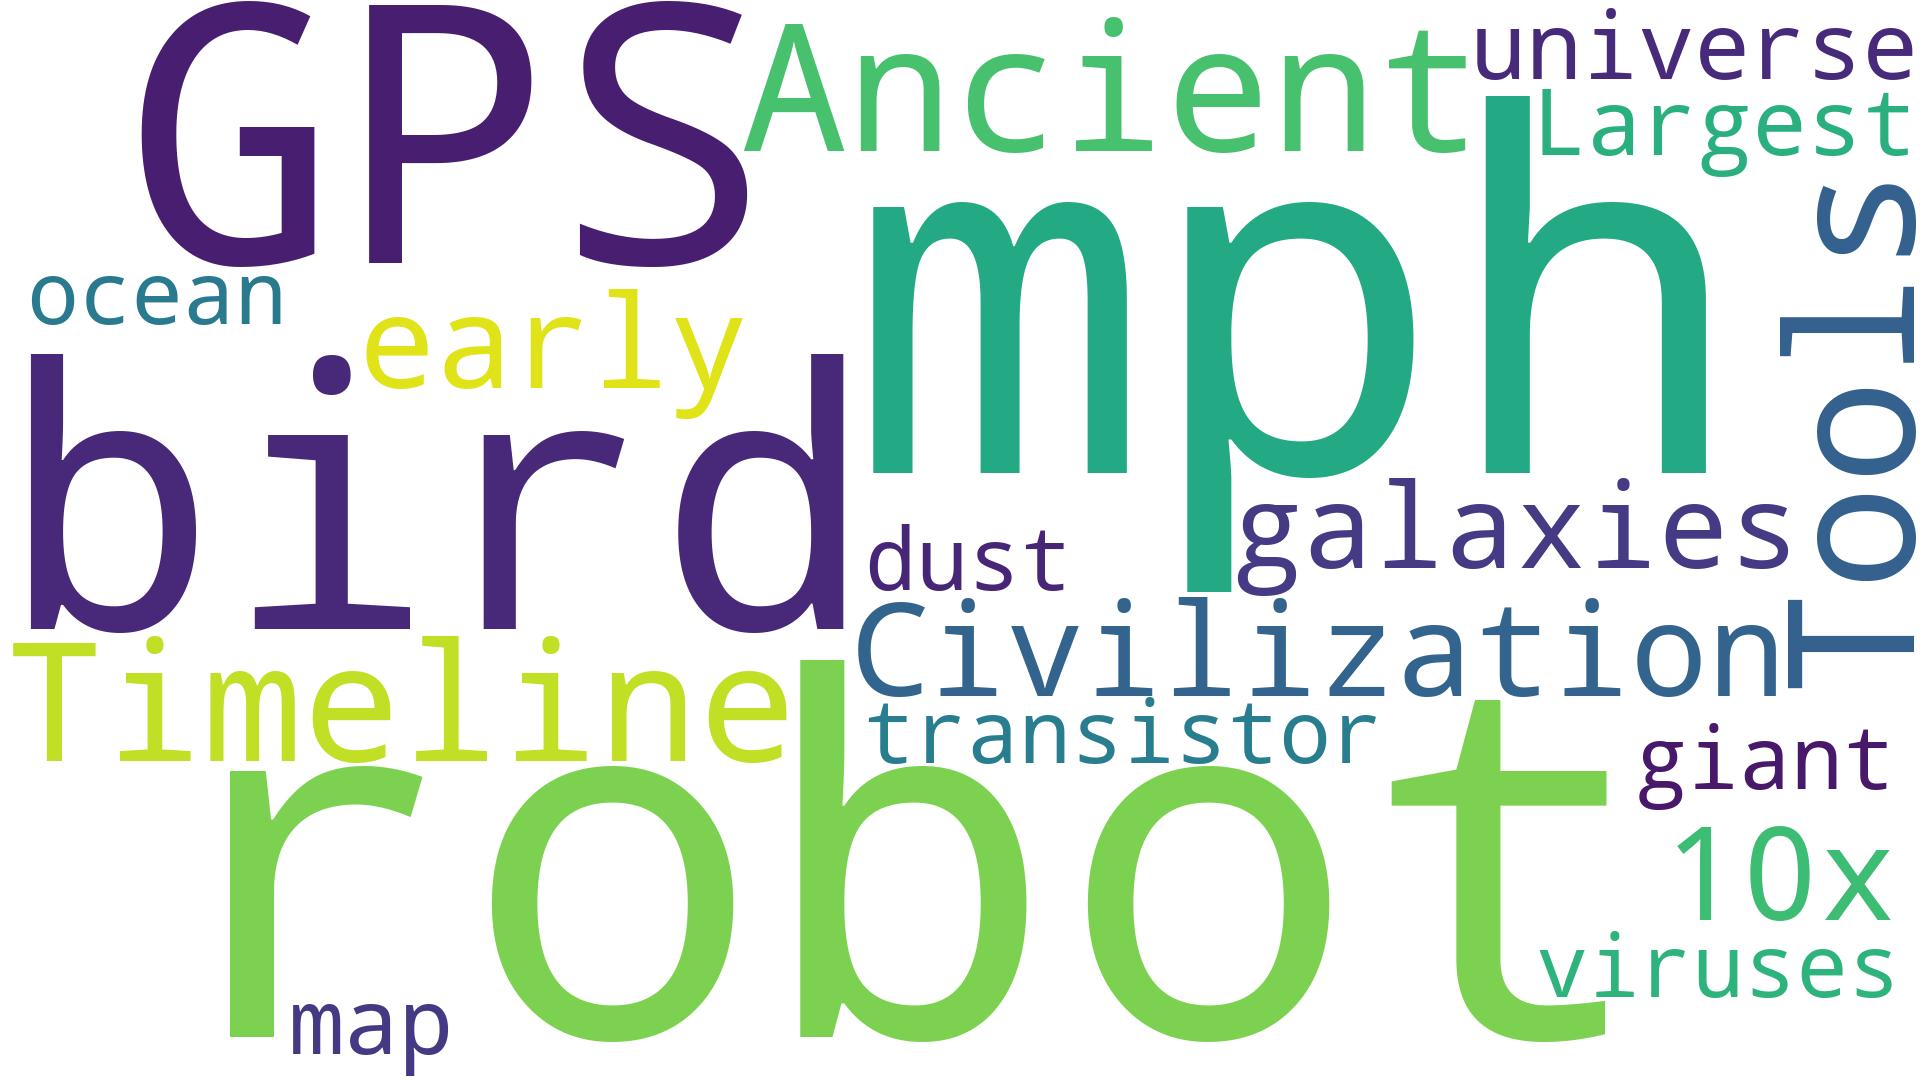 GPS
Ancient
universe
Largest
mph
Tools
ocean
early
bird
galaxies
dust
Civilization
Timeline
transistor
robot
giant
10x
viruses
map